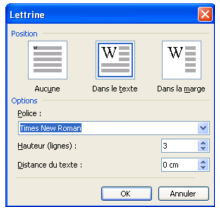 Lettrine
Position
W
W
W
Aucune
Dans le texte
Dans la marge
Options
Police :
Times New Roman
Hauteur (lignes) :
3
Distance du texte :
0 cm
OK
Annuler